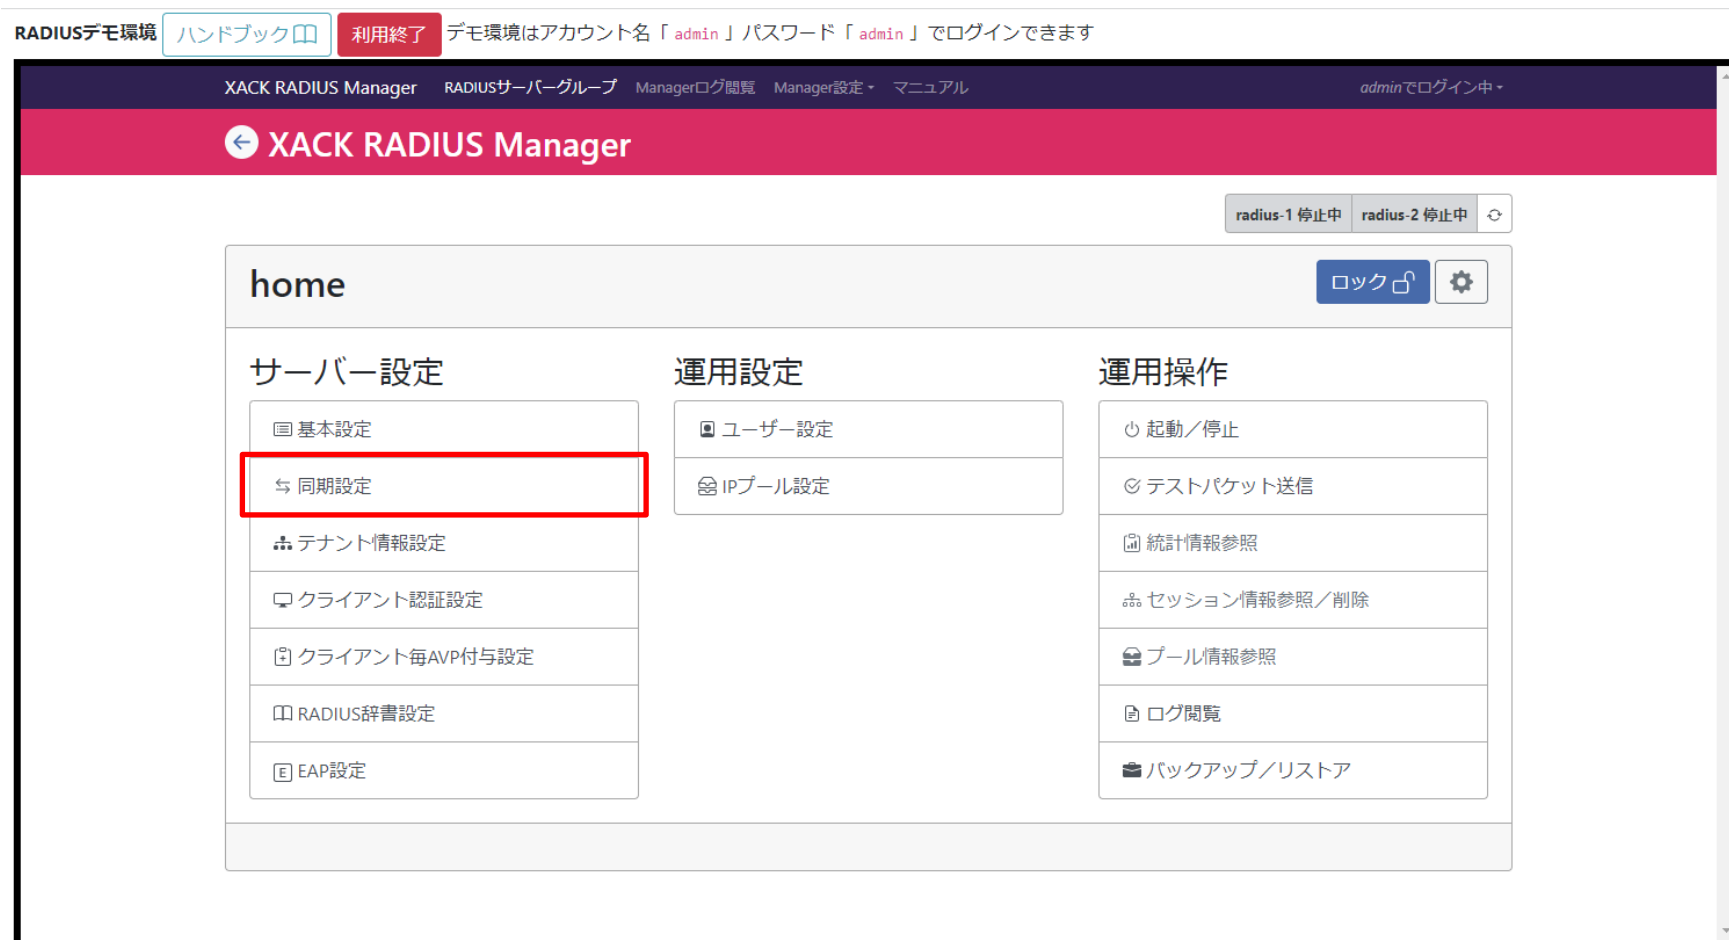 RADIUSデモ環境 ハンドブック 利用終了 デモ環境はアカウント名「admin」パスワード「admin」でログインできます
XACK RADIUS Manager RADIUSサーバーグループ Managerログ閲覧 Manager設定 マニュアル adminでログイン中
XACK RADIUS Manager
radius-1 停止中 radius-2 停止中
home
ロック
サーバー設定
基本設定
同期設定
テナント情報設定
クライアント認証設定
クライアント毎AVP付与設定
RADIUS辞書設定
EAP設定
運用設定
ユーザー設定
IPプール設定
運用操作
起動／停止
テストパケット送信
統計情報参照
セッション情報参照／削除
プール情報参照
ログ閲覧
バックアップ／リストア